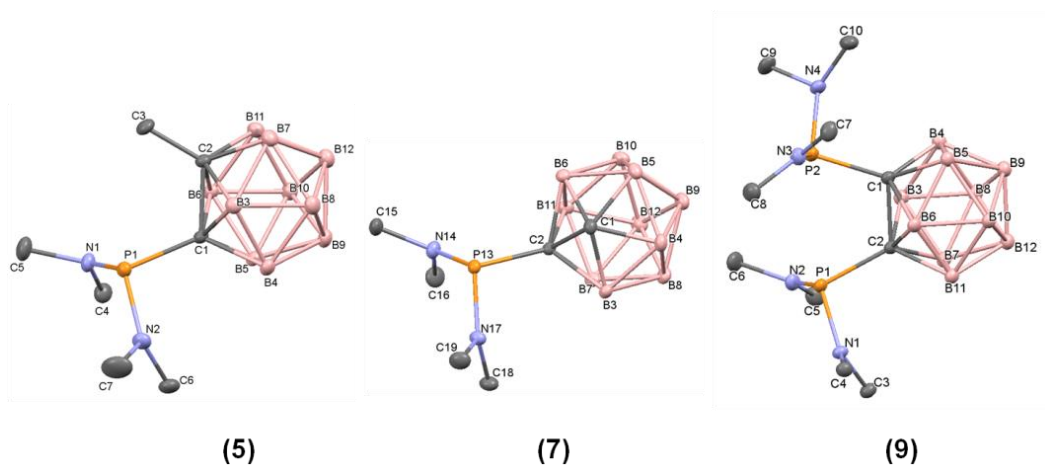 C3
B11
B7
C2
B12
B6
B10
B3
B8
C1
B9
B5
B4
N1
P1
C5
C4
N2
C7
C6
(5)
B10
B6
B5
B9
B11
B12
C1
C15
N14
C2
B4
P13
C16
B7
B8
B3
N17
C19
C18
(7)
C10
C9
N4
C7
N3
P2
C8
B4
B5
B9
C1
B3
B8
B6
B10
C2
B7
B12
B11
C6
N2
P1
C5
N1
C4
C3
(9)